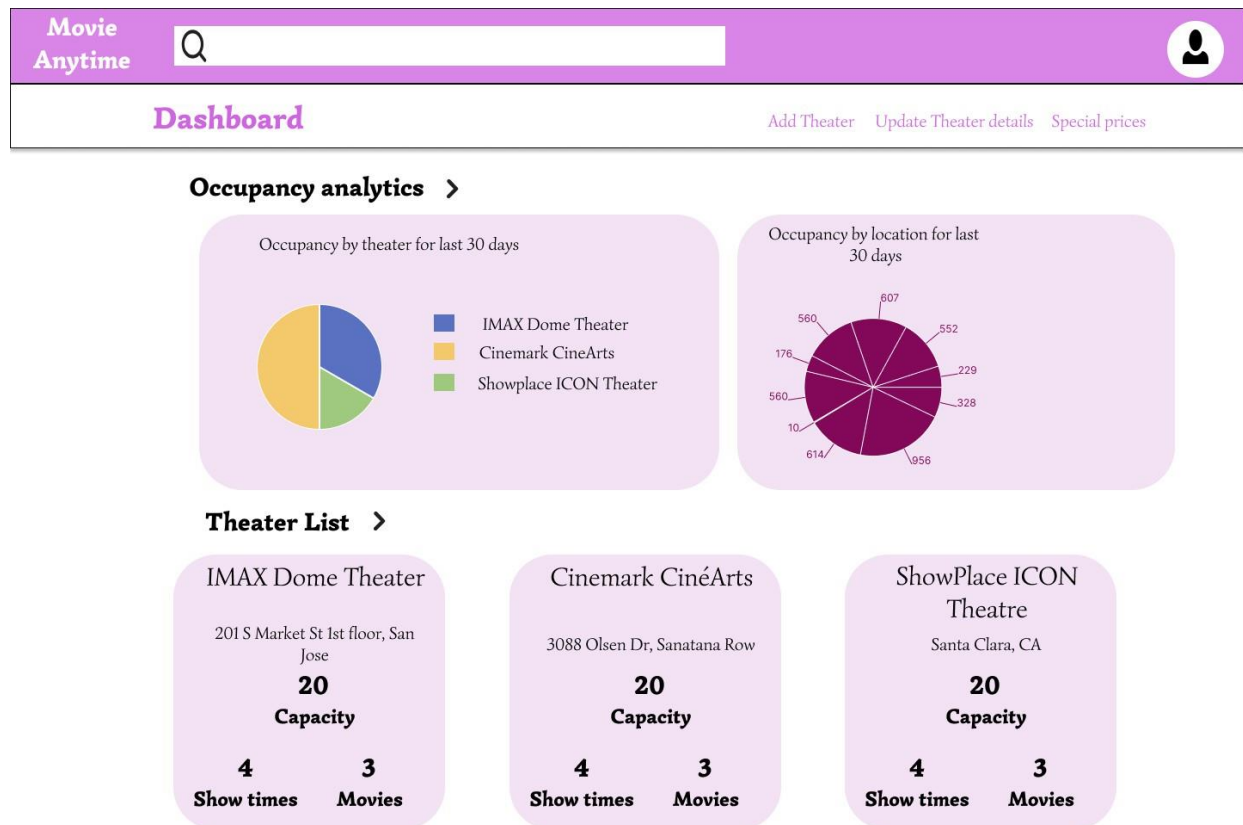 Movie
Anytime
Dashboard
Add Theater Update Theater details Special prices
Occupancy analytics
Occupancy by theater for last 30 days
IMAX Dome Theater
Cinemark CineArts
Showplace ICON Theater
Occupancy by location for last
30 days
607
552
229
328
956
614
10
560
176
560
Theater List
IMAX Dome Theater
201 S Market St 1st floor, San
Jose
20
Capacity
4 3
Show times Movies
Cinemark CinéArts
3088 Olsen Dr, Sanatana Row
20
Capacity
4 3
Show times Movies
ShowPlace ICON
Theatre
Santa Clara, CA
20
Capacity
4 3
Show times Movies